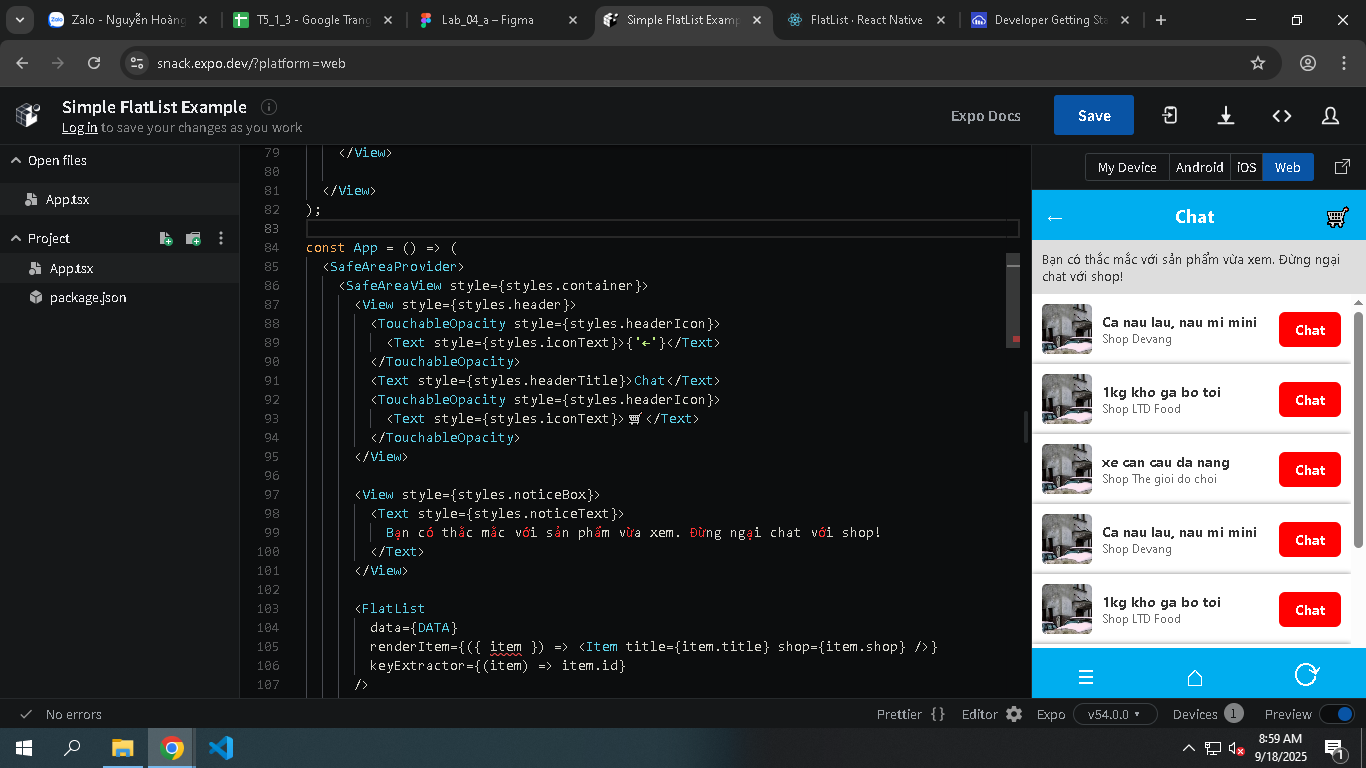 Zalo - Nguyễn Hoàng
T5_1_3 - Google Trang
Lab_04_a – Figma
Simple FlatList Examp
FlatList · React Native
Developer Getting Sta
snack.expo.dev/?platform=web
Simple FlatList Example
Log in to save your changes as you work
Expo Docs
Save
Open files
App.tsx
Project
App.tsx
package.json
79 </View>
80
81 </View>
82 );
83
84 const App = () => (
85 <SafeAreaProvider>
86 <SafeAreaView style={styles.container}>
87 <View style={styles.header}>
88 <TouchableOpacity style={styles.headerIcon}>
89 <Text style={styles.iconText}>{'←'}</Text>
90 </TouchableOpacity>
91 <Text style={styles.headerTitle}>Chat</Text>
92 <TouchableOpacity style={styles.headerIcon}>
93 <Text style={styles.iconText}>🛒</Text>
94 </TouchableOpacity>
95 </View>
96
97 <View style={styles.noticeBox}>
98 <Text style={styles.noticeText}>
99 Bạn có thắc mắc với sản phẩm vừa xem. Đừng ngại chat với shop!
100 </Text>
101 </View>
102
103 <FlatList
104 data={DATA}
105 renderItem={({ item }) => <Item title={item.title} shop={item.shop} />}
106 keyExtractor={(item) => item.id}
107 />
My Device Android iOS Web
← Chat
Bạn có thắc mắc với sản phẩm vừa xem. Đừng ngại
chat với shop!
Ca nau lau, nau mi mini
Shop Devang
Chat
1kg kho ga bo toi
Shop LTD Food
Chat
xe can cau da nang
Shop The gioi do choi
Chat
Ca nau lau, nau mi mini
Shop Devang
Chat
1kg kho ga bo toi
Shop LTD Food
Chat
No errors
Prettier {} Editor Expo v54.0.0 Devices 1 Preview
8:59 AM
9/18/2025
1